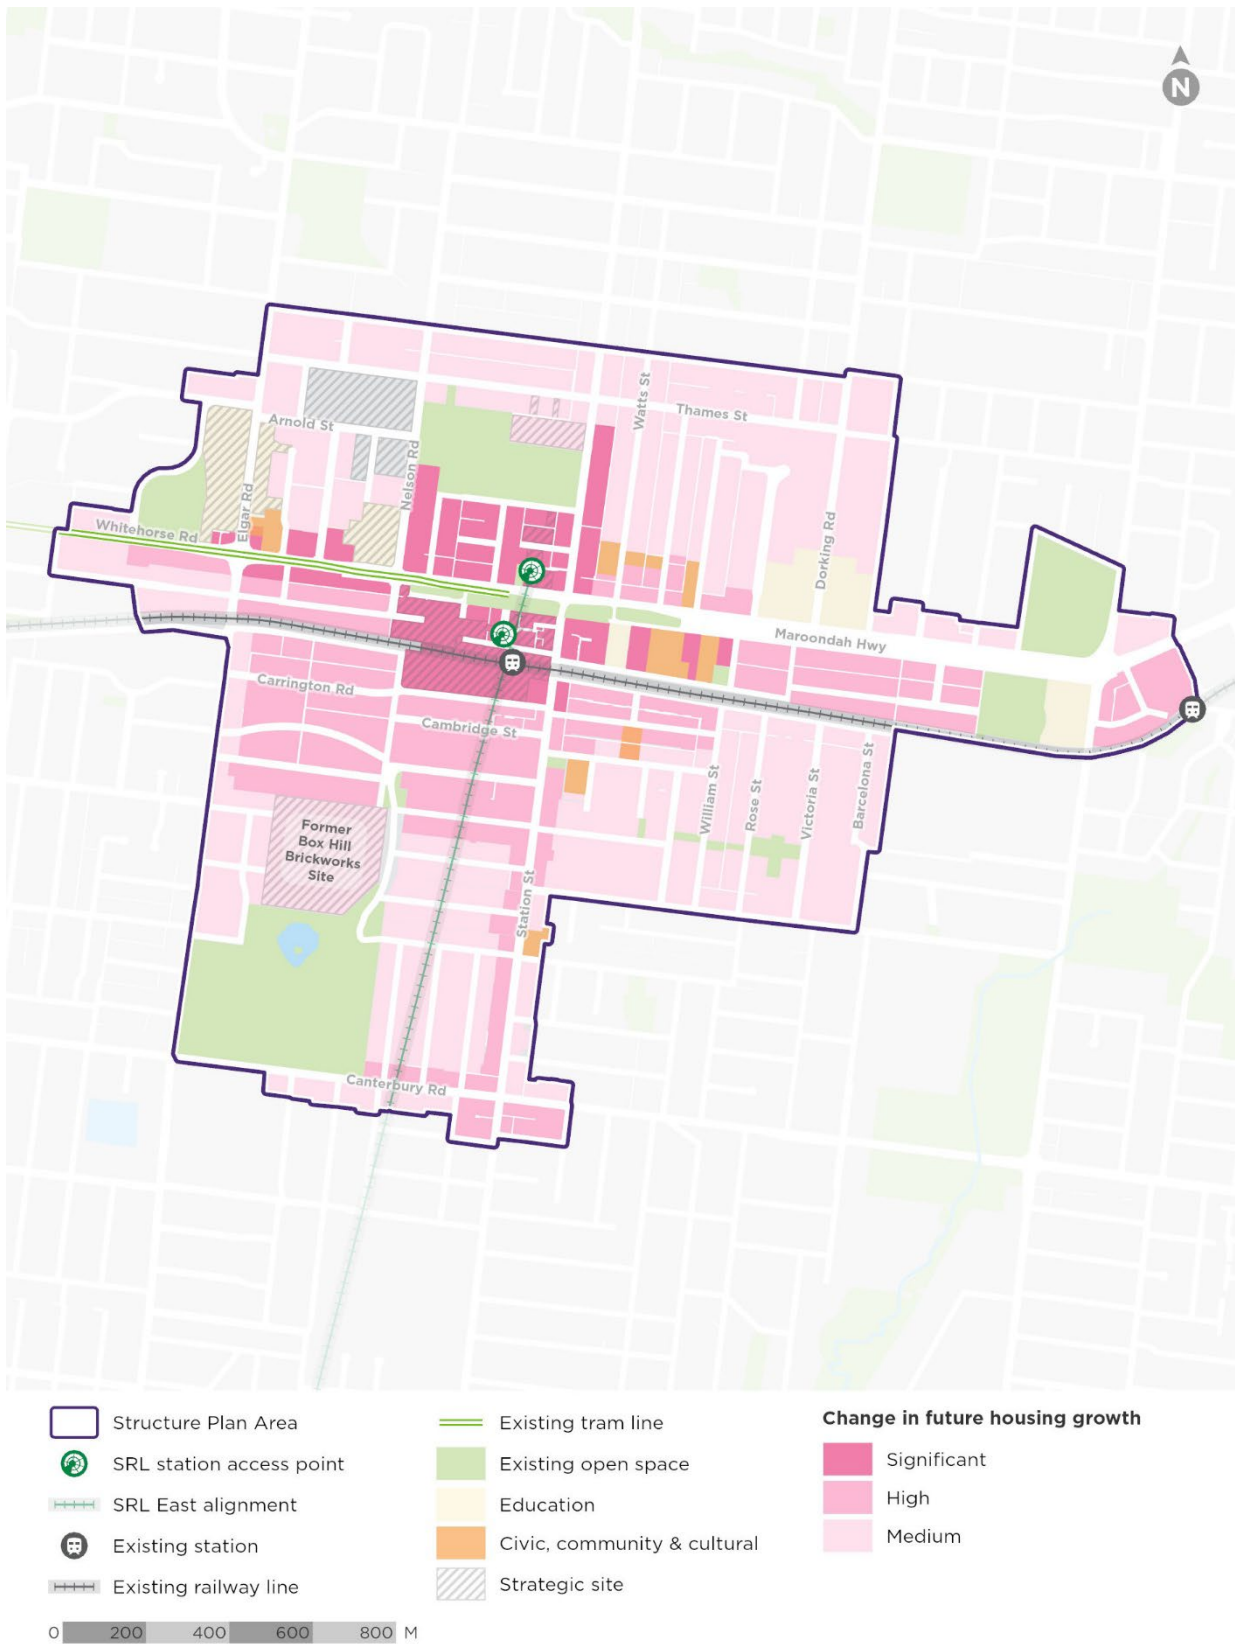 N
Thames St
Watts St
Arnold St
Nelson Rd
Elgar Rd
Whitehorse Rd
Dorking Rd
Maroondah Hwy
Carrington Rd
Cambridge St
William St
Rose St
Victoria St
Barcelona St
Former
Box Hill
Brickworks
Site
Station St
Canterbury Rd
Structure Plan Area
SRL station access point
SRL East alignment
Existing station
Existing railway line
Existing tram line
Existing open space
Education
Civic, community & cultural
Strategic site
Change in future housing growth
Significant
High
Medium
0 200 400 600 800 M